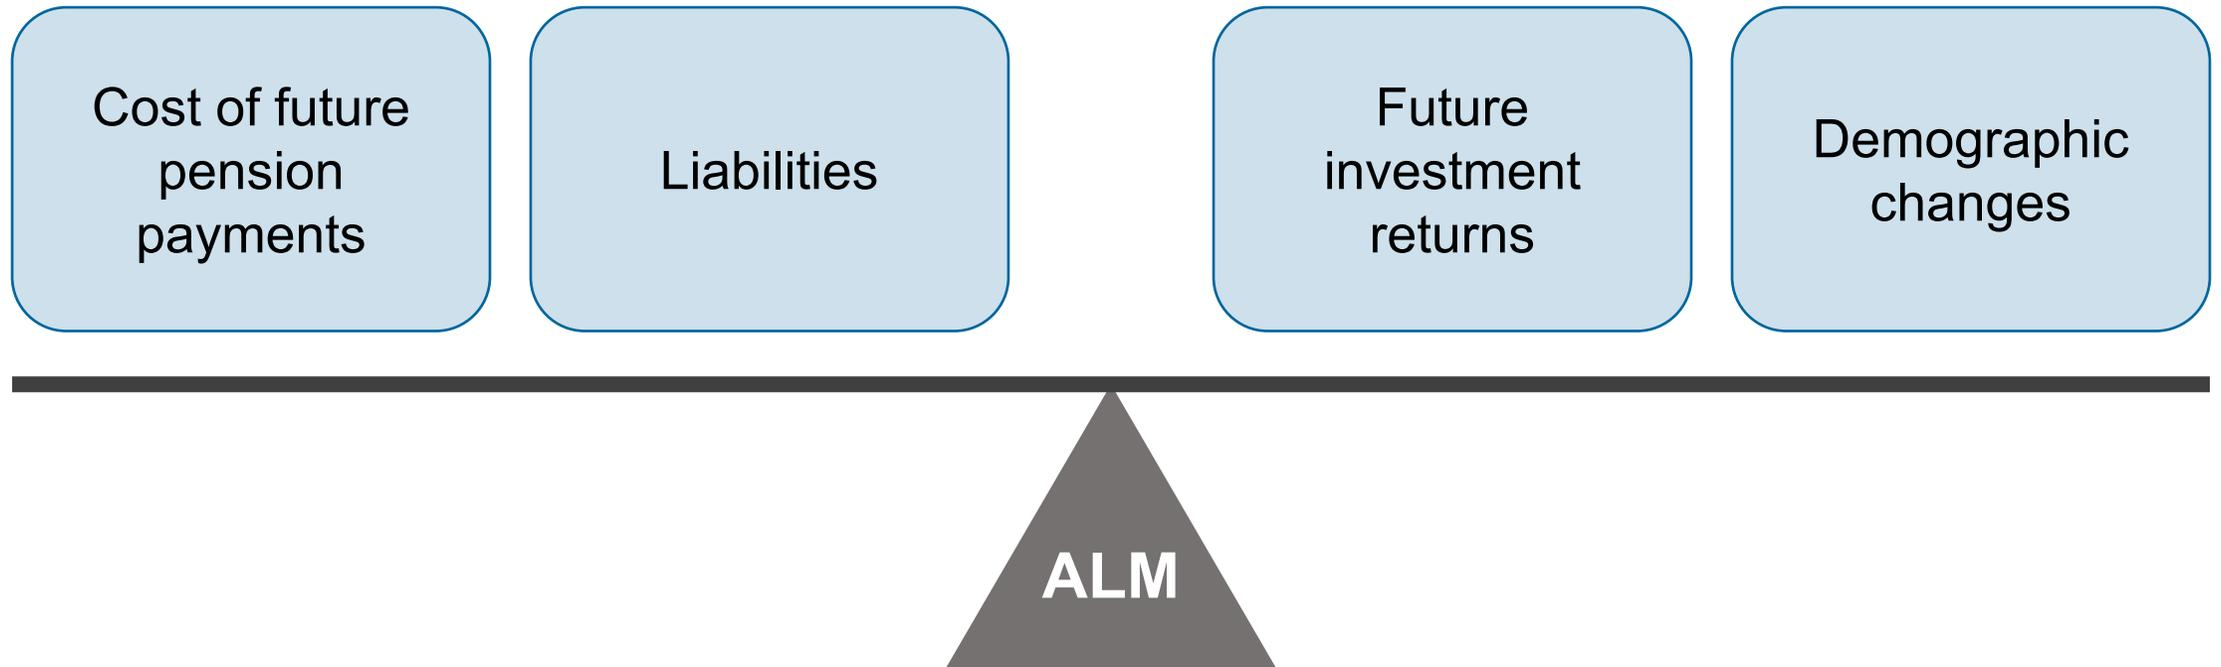 Cost of future
pension
payments
Liabilities
Future
investment
returns
Demographic
changes
ALM